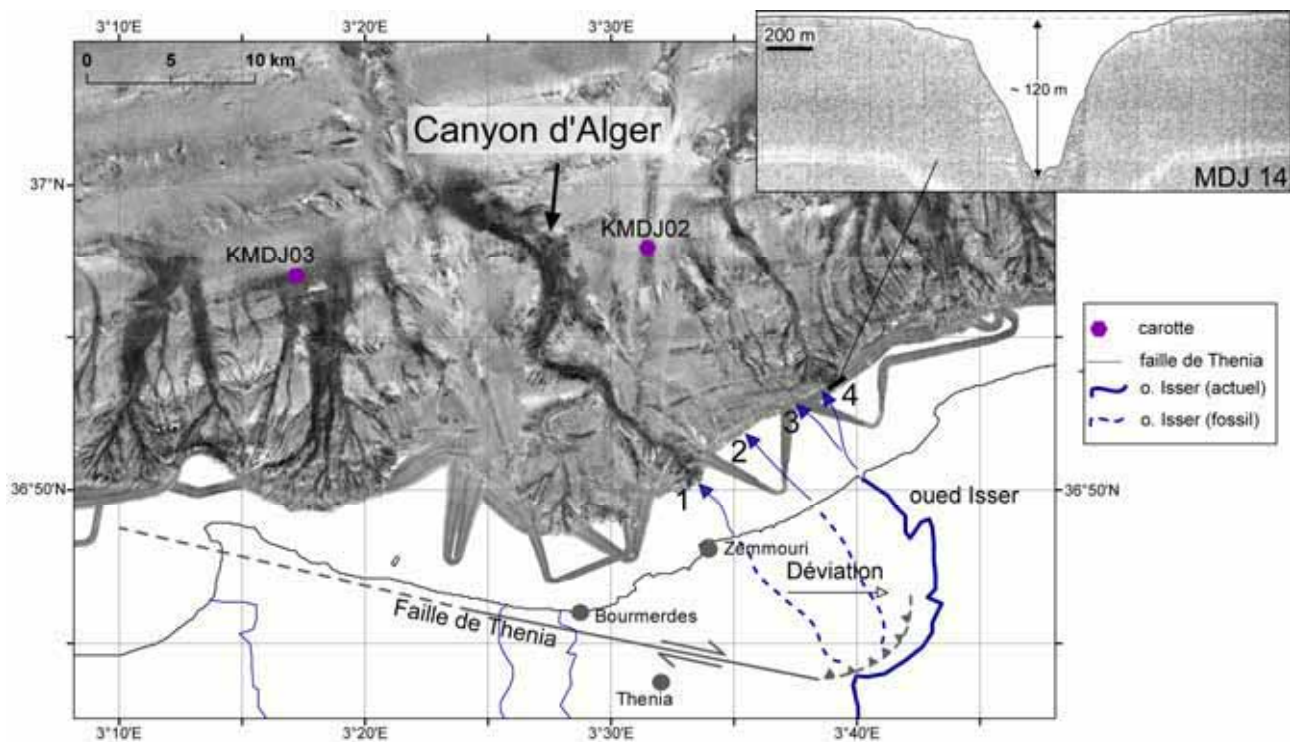 3°10'E 3°20'E 3°30'E
0 5 10 km
200 m
~ 120 m
MDJ 14
Canyon d'Alger
37°N
KMDJ03
KMDJ02
carotte
faille de Thenia
o. Isser (actuel)
o. Isser (fossil)
1
2
3
4
36°50'N
36°50'N
oued Isser
Zemmouri
Déviation
Bourmerdes
Faille de Thenia
Thenia
3°10'E 3°20'E 3°30'E 3°40'E